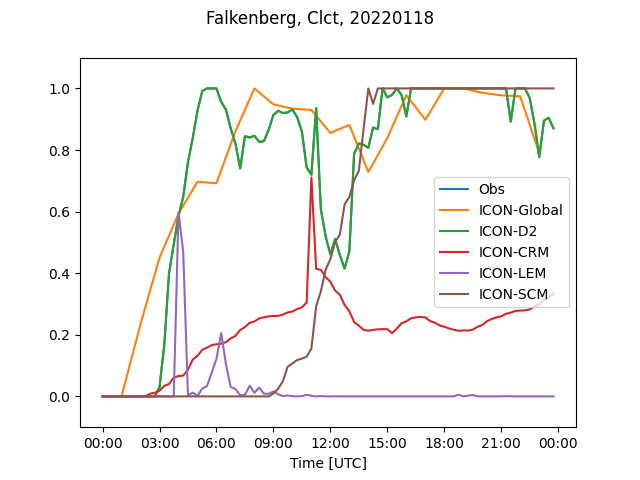 Falkenberg, Clct, 20220118
1.0
0.8
0.6
0.4
0.2
0.0
Obs
ICON-Global
ICON-D2
ICON-CRM
ICON-LEM
ICON-SCM
00:00 03:00 06:00 09:00 12:00 15:00 18:00 21:00 00:00
Time [UTC]